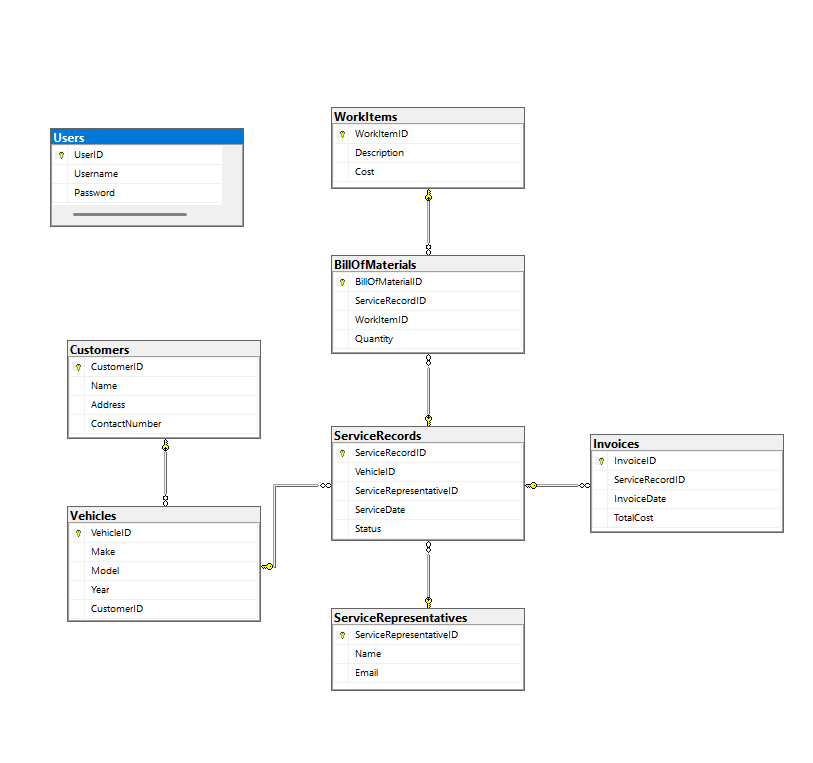 Users
UserID
Username
Password
WorkItems
WorkItemID
Description
Cost
BillOfMaterials
BillOfMaterialID
ServiceRecordID
WorkItemID
Quantity
Customers
CustomerID
Name
Address
ContactNumber
ServiceRecords
ServiceRecordID
VehicleID
ServiceRepresentativeID
ServiceDate
Status
Invoices
InvoiceID
ServiceRecordID
InvoiceDate
TotalCost
Vehicles
VehicleID
Make
Model
Year
CustomerID
ServiceRepresentatives
ServiceRepresentativeID
Name
Email